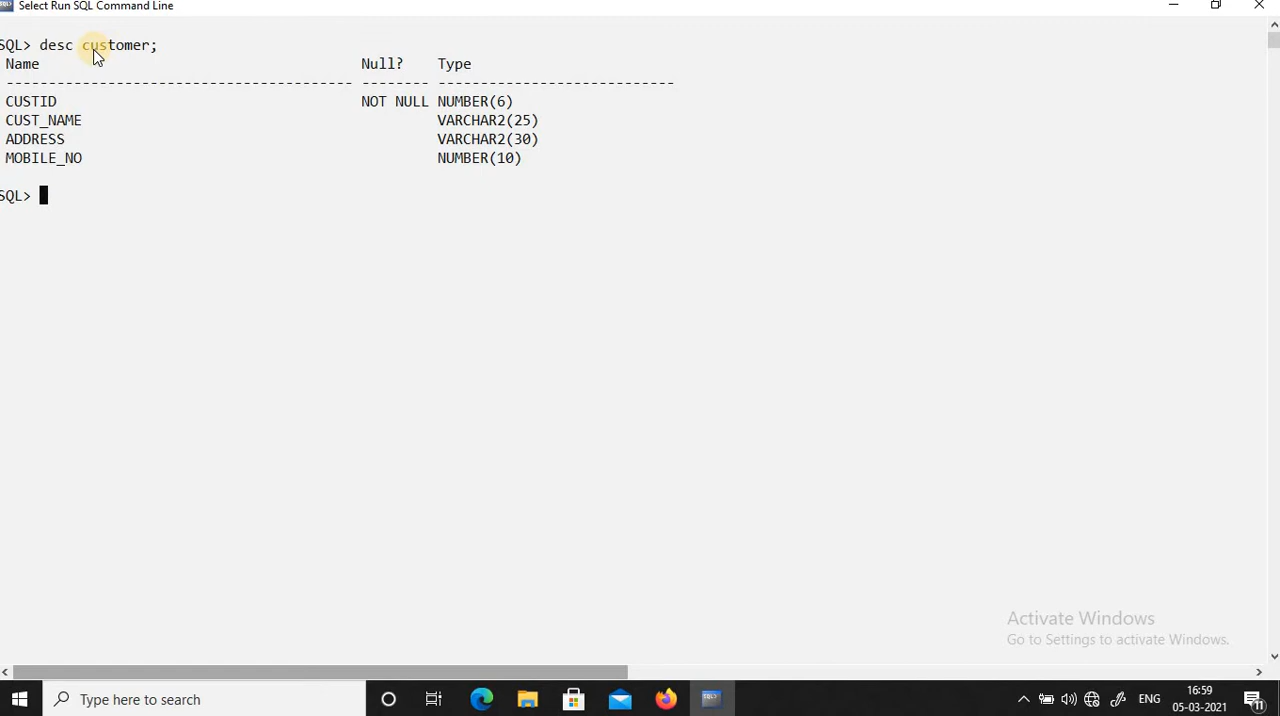 Select Run SQL Command Line
SQL> desc customer;
Name Null? Type
----------------------------------------- -------- ----------------------------
CUSTID NOT NULL NUMBER(6)
CUST_NAME VARCHAR2(25)
ADDRESS VARCHAR2(30)
MOBILE_NO NUMBER(10)
SQL>
Activate Windows
Go to Settings to activate Windows.
Type here to search
ENG
16:59
05-03-2021
11